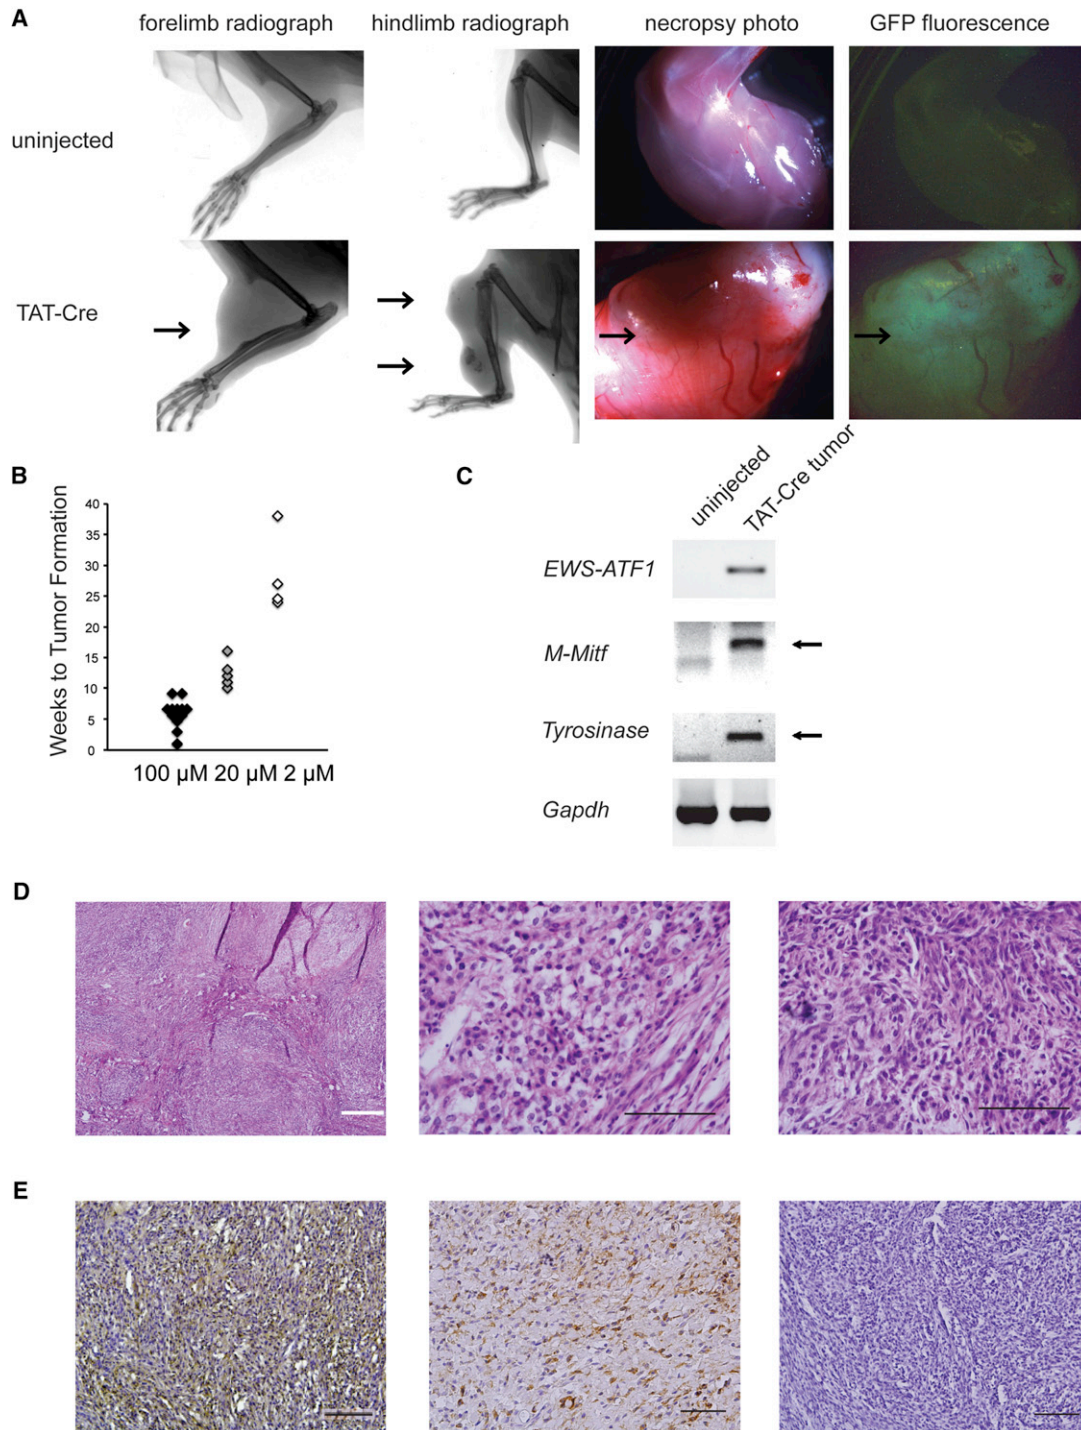 A
forelimb radiograph
hindlimb radiograph
necropsy photo
GFP fluorescence
uninjected
TAT-Cre
B
Weeks to Tumor Formation
40
35
30
25
20
15
10
5
0
100 µM 20 µM 2 µM
C
uninjected
TAT-Cre tumor
EWS-ATF1
M-Mitf
Tyrosinase
Gapdh
D
E